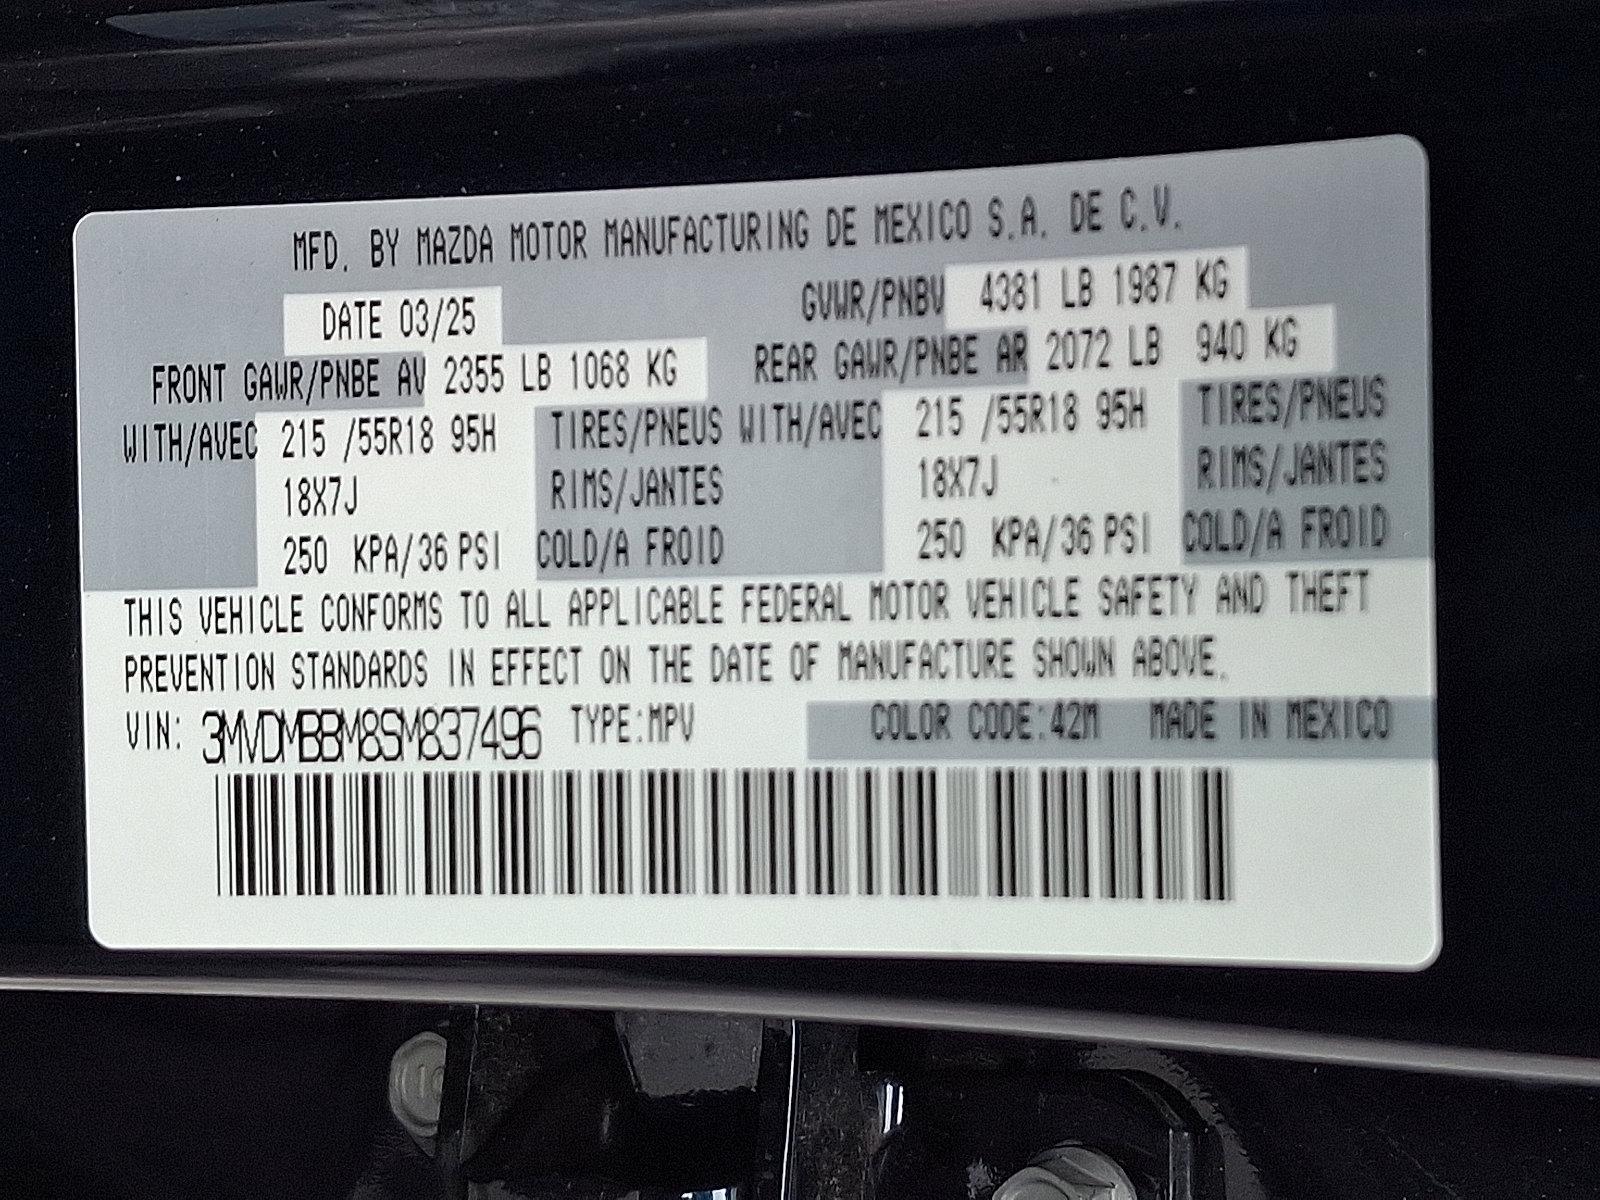 MFD. BY MAZDA MOTOR MANUFACTURING DE MEXICO S.A. DE C.V.
DATE 03/25 GVWR/PNBV 4381 LB 1987 KG
FRONT GAWR/PNBE AV 2355 LB 1068 KG REAR GAWR/PNBE AR 2072 LB 940 KG
WITH/AVEC 215 /55R18 95H TIRES/PNEUS WITH/AVEC 215 /55R18 95H TIRES/PNEUS
18X7J RIMS/JANTES 18X7J RIMS/JANTES
250 KPA/36 PSI COLD/A FROID 250 KPA/36 PSI COLD/A FROID
THIS VEHICLE CONFORMS TO ALL APPLICABLE FEDERAL MOTOR VEHICLE SAFETY AND THEFT
PREVENTION STANDARDS IN EFFECT ON THE DATE OF MANUFACTURE SHOWN ABOVE.
VIN: 3MVDMBBM8SM837496 TYPE:MPV COLOR CODE:42M MADE IN MEXICO